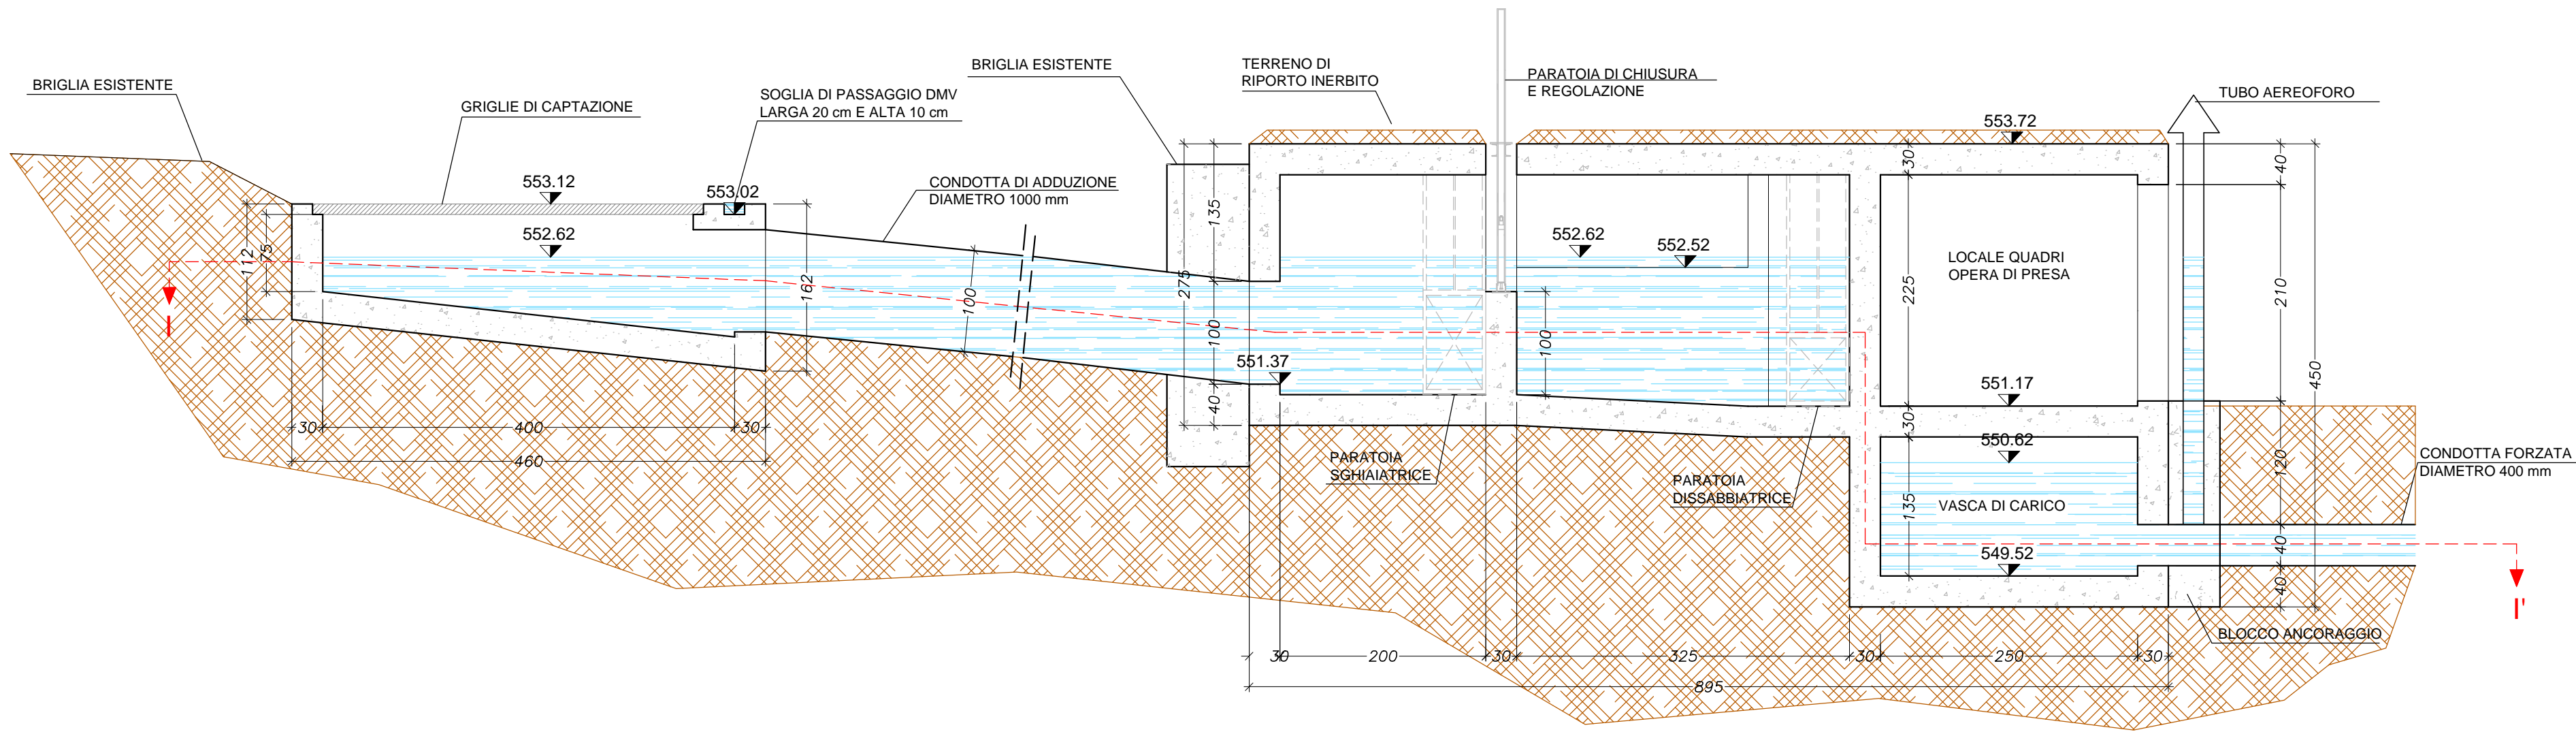 BRIGLIA ESISTENTE
GRIGLIE DI CAPTAZIONE
SOGLIA DI PASSAGGIO DMV
LARGA 20 cm E ALTA 10 cm
BRIGLIA ESISTENTE
TERRENO DI
RIPORTO INERBITO
PARATOIA DI CHIUSURA
E REGOLAZIONE
TUBO AEREOFORO
553.72
553.12
553.02
CONDOTTA DI ADDUZIONE
DIAMETRO 1000 mm
552.62
552.62
552.52
LOCALE QUADRI
OPERA DI PRESA
551.37
551.17
550.62
VASCA DI CARICO
549.52
CONDOTTA FORZATA
DIAMETRO 400 mm
PARATOIA
SGHIAIATRICE
PARATOIA
DISSABBIATRICE
BLOCCO ANCORAGGIO
I
I'
112
75
162
100
30
400
30
460
275
135
100
40
100
30
225
30
135
40
210
120
40
40
450
30
200
30
325
30
250
30
895